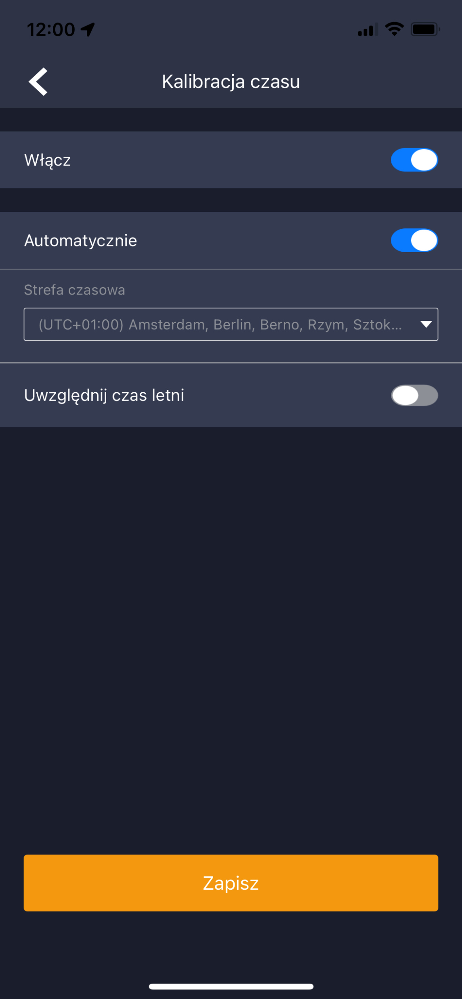 12:00
Kalibracja czasu
Włącz
Automatycznie
Strefa czasowa
(UTC+01:00) Amsterdam, Berlin, Berno, Rzym, Sztok...
Uwzględnij czas letni
Zapisz